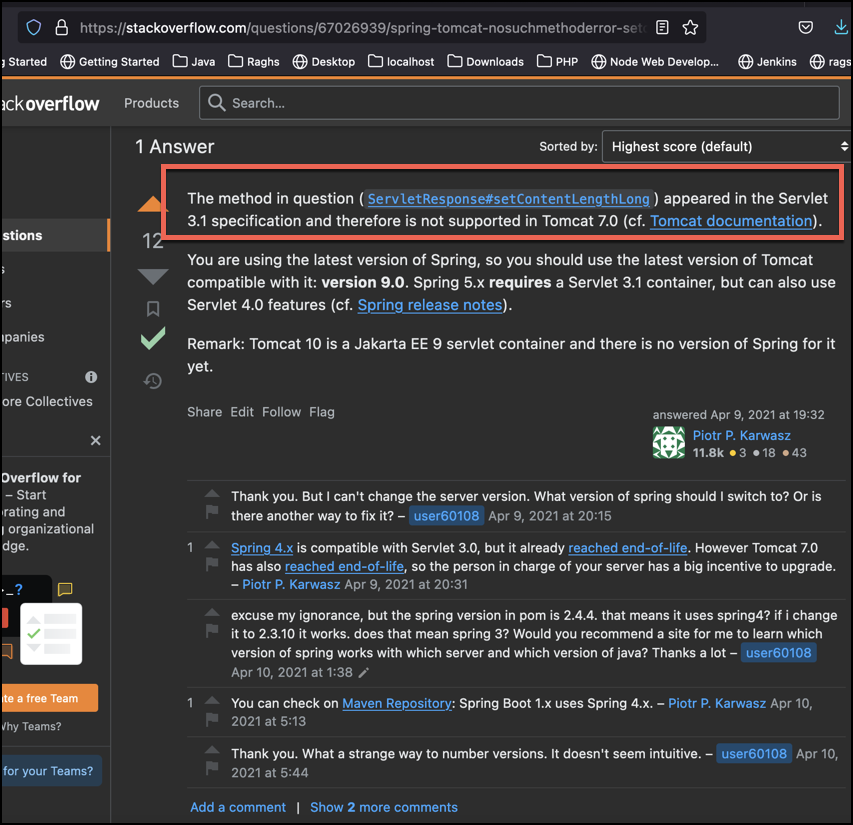 https://stackoverflow.com/questions/67026939/spring-tomcat-nosuchmethoderror-setc
Started Getting Started Java Raghs Desktop localhost Downloads PHP Node Web Develop... Jenkins rags
ackoverflow Products Search...
1 Answer Sorted by: Highest score (default)
The method in question ( ServletResponse#setContentLengthLong ) appeared in the Servlet
3.1 specification and therefore is not supported in Tomcat 7.0 (cf. Tomcat documentation).
12
You are using the latest version of Spring, so you should use the latest version of Tomcat
compatible with it: version 9.0. Spring 5.x requires a Servlet 3.1 container, but can also use
Servlet 4.0 features (cf. Spring release notes).
Remark: Tomcat 10 is a Jakarta EE 9 servlet container and there is no version of Spring for it
yet.
Share Edit Follow Flag
answered Apr 9, 2021 at 19:32
Piotr P. Karwasz
11.8k 3 18 43
Thank you. But I can't change the server version. What version of spring should I switch to? Or is
there another way to fix it? – user60108 Apr 9, 2021 at 20:15
1 Spring 4.x is compatible with Servlet 3.0, but it already reached end-of-life. However Tomcat 7.0
has also reached end-of-life, so the person in charge of your server has a big incentive to upgrade.
– Piotr P. Karwasz Apr 9, 2021 at 20:31
excuse my ignorance, but the spring version in pom is 2.4.4. that means it uses spring4? if i change
it to 2.3.10 it works. does that mean spring 3? Would you recommend a site for me to learn which
version of spring works with which server and which version of java? Thanks a lot – user60108
Apr 10, 2021 at 1:38
1 You can check on Maven Repository: Spring Boot 1.x uses Spring 4.x. – Piotr P. Karwasz Apr 10,
2021 at 5:13
Thank you. What a strange way to number versions. It doesn't seem intuitive. – user60108 Apr 10,
2021 at 5:44
Add a comment | Show 2 more comments
stions
s
rs
mpanies
TIVES
ore Collectives
Overflow for
– Start
orating and
g organizational
dge.
>_?
ate a free Team
Why Teams?
for your Teams?